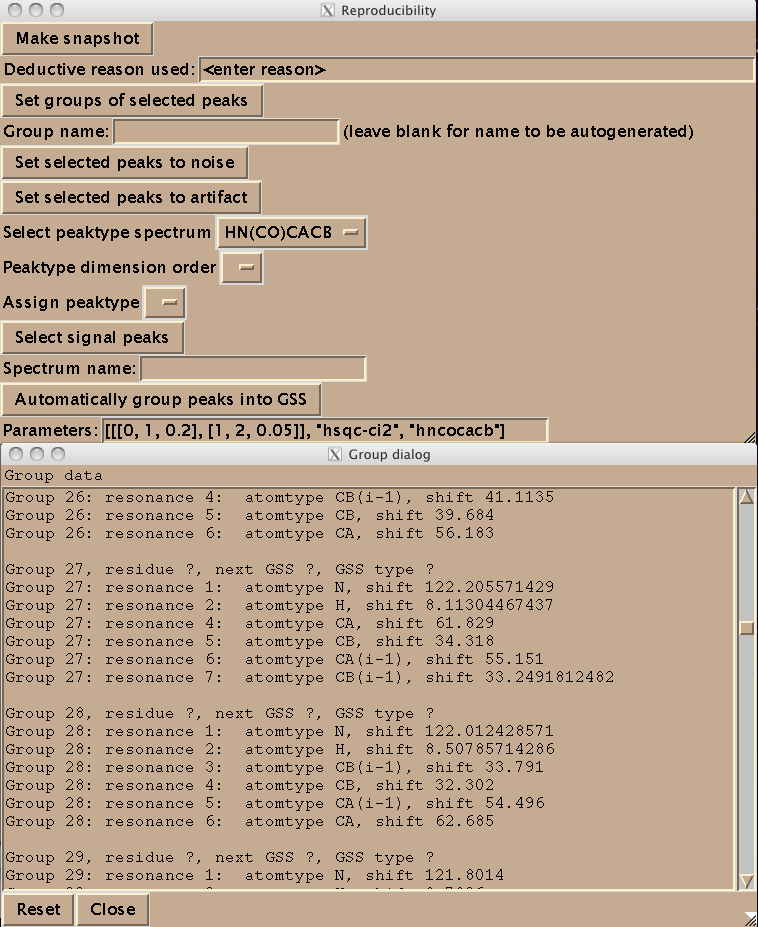 Reproducibility
Make snapshot
Deductive reason used: <enter reason>
Set groups of selected peaks
Group name: (leave blank for name to be autogenerated)
Set selected peaks to noise
Set selected peaks to artifact
Select peaktype spectrum HN(CO)CACB
Peaktype dimension order
Assign peaktype
Select signal peaks
Spectrum name:
Automatically group peaks into GSS
Parameters: [[[0, 1, 0.2], [1, 2, 0.05]], "hsqc-ci2", "hncocacb"]
Group dialog
Group data
Group 26: resonance 4:  atomtype CB(i-1), shift 41.1135
Group 26: resonance 5:  atomtype CB, shift 39.684
Group 26: resonance 6:  atomtype CA, shift 56.183
Group 27, residue ?, next GSS ?, GSS type ?
Group 27: resonance 1:  atomtype N, shift 122.205571429
Group 27: resonance 2:  atomtype H, shift 8.11304467437
Group 27: resonance 4:  atomtype CA, shift 61.829
Group 27: resonance 5:  atomtype CB, shift 34.318
Group 27: resonance 6:  atomtype CA(i-1), shift 55.151
Group 27: resonance 7:  atomtype CB(i-1), shift 33.2491812482
Group 28, residue ?, next GSS ?, GSS type ?
Group 28: resonance 1:  atomtype N, shift 122.012428571
Group 28: resonance 2:  atomtype H, shift 8.50785714286
Group 28: resonance 3:  atomtype CB(i-1), shift 33.791
Group 28: resonance 4:  atomtype CB, shift 32.302
Group 28: resonance 5:  atomtype CA(i-1), shift 54.496
Group 28: resonance 6:  atomtype CA, shift 62.685
Group 29, residue ?, next GSS ?, GSS type ?
Group 29: resonance 1:  atomtype N, shift 121.8014
Reset Close